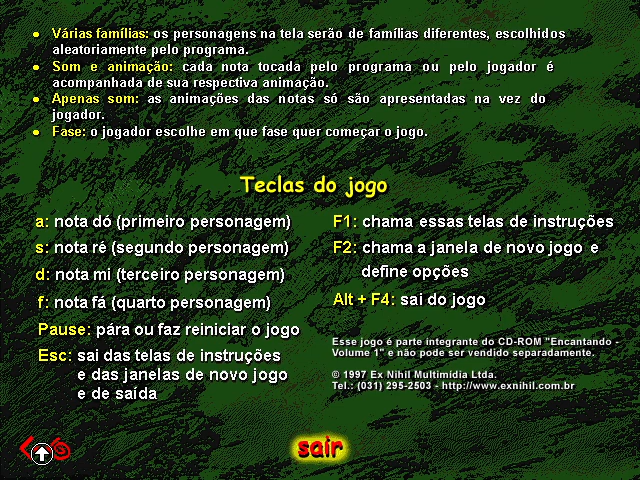 • Várias famílias: os personagens na tela serão de famílias diferentes, escolhidos
aleatoriamente pelo programa.
• Som e animação: cada nota tocada pelo programa ou pelo jogador é
acompanhada de sua respectiva animação.
• Apenas som: as animações das notas só são apresentadas na vez do
jogador.
• Fase: o jogador escolhe em que fase quer começar o jogo.
Teclas do jogo
a: nota dó (primeiro personagem)
s: nota ré (segundo personagem)
d: nota mi (terceiro personagem)
f: nota fá (quarto personagem)
Pause: pára ou faz reiniciar o jogo
Esc: sai das telas de instruções
e das janelas de novo jogo
e de saída
F1: chama essas telas de instruções
F2: chama a janela de novo jogo e
define opções
Alt + F4: sai do jogo
Esse jogo é parte integrante do CD-ROM "Encantando -
Volume 1" e não pode ser vendido separadamente.
© 1997 Ex Nihil Multimídia Ltda.
Tel.: (031) 295-2503 - http://www.exnihil.com.br
sair